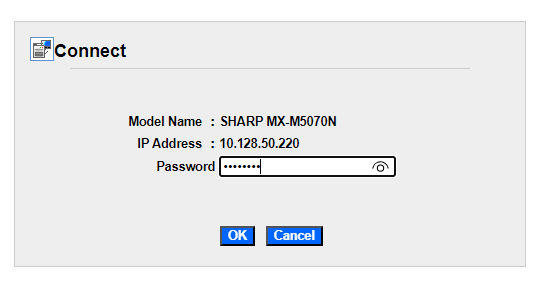 Connect
Model Name : SHARP MX-M5070N
IP Address : 10.128.50.220
Password ••••••••
OK Cancel